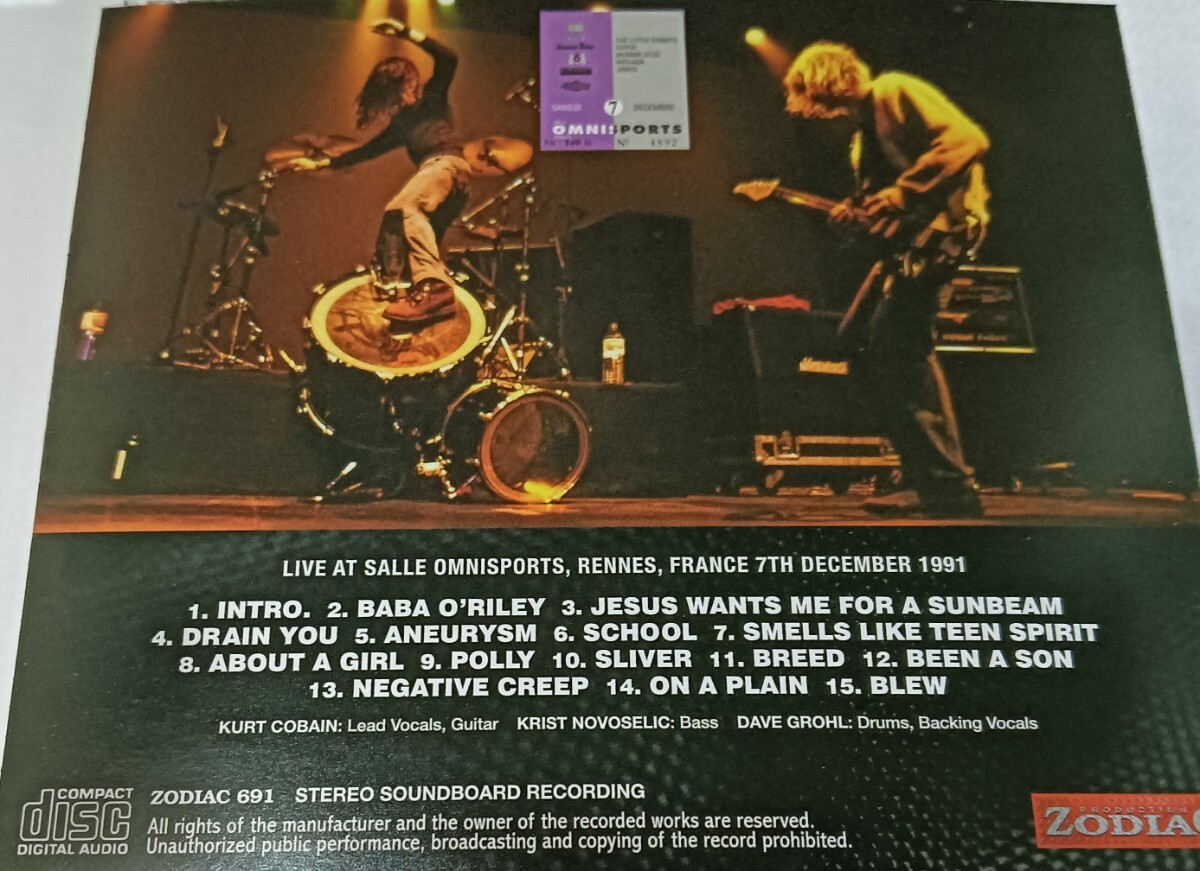 SAMEDI 7 DECEMBRE
OMNISPORTS
N° 4892
LIVE AT SALLE OMNISPORTS, RENNES, FRANCE 7TH DECEMBER 1991
1. INTRO. 2. BABA O'RILEY 3. JESUS WANTS ME FOR A SUNBEAM
4. DRAIN YOU 5. ANEURYSM 6. SCHOOL 7. SMELLS LIKE TEEN SPIRIT
8. ABOUT A GIRL 9. POLLY 10. SLIVER 11. BREED 12. BEEN A SON
13. NEGATIVE CREEP 14. ON A PLAIN 15. BLEW
KURT COBAIN: Lead Vocals, Guitar KRIST NOVOSELIC: Bass DAVE GROHL: Drums, Backing Vocals
COMPACT
disc
DIGITAL AUDIO
ZODIAC 691 STEREO SOUNDBOARD RECORDING
All rights of the manufacturer and the owner of the recorded works are reserved.
Unauthorized public performance, broadcasting and copying of the record prohibited.
PRODUCTION
ZODIAC